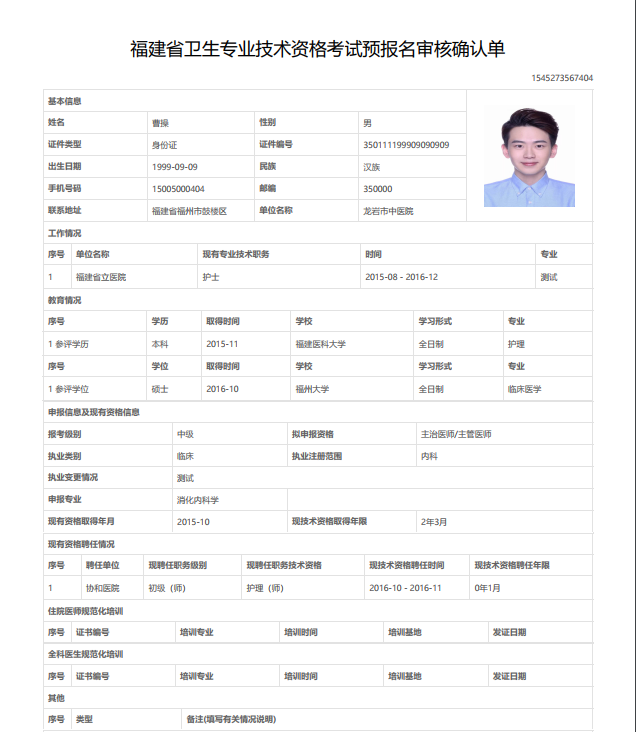 福建省卫生专业技术资格考试预报名审核确认单
1545273567404
基本信息
姓名 曹操 性别 男
证件类型 身份证 证件编号 350111199909090909
出生日期 1999-09-09 民族 汉族
手机号码 15005000404 邮编 350000
联系地址 福建省福州市鼓楼区 单位名称 龙岩市中医院
工作情况
序号 单位名称 现有专业技术职务 时间 专业
1 福建省立医院 护士 2015-08 - 2016-12 测试
教育情况
序号 学历 取得时间 学校 学习形式 专业
1 参评学历 本科 2015-11 福建医科大学 全日制 护理
序号 学位 取得时间 学校 学习形式 专业
1 参评学位 硕士 2016-10 福州大学 全日制 临床医学
申报信息及现有资格信息
报考级别 中级 拟申报资格 主治医师/主管医师
执业类别 临床 执业注册范围 内科
执业变更情况 测试
申报专业 消化内科学
现有资格取得年月 2015-10 现技术资格取得年限 2年3月
现有资格聘任情况
序号 聘任单位 现聘任职务级别 现聘任职务技术资格 现技术资格聘任时间 现技术资格聘任年限
1 协和医院 初级（师） 护理（师） 2016-10 - 2016-11 0年1月
住院医师规范化培训
序号 证书编号 培训专业 培训时间 培训基地 发证日期
全科医生规范化培训
序号 证书编号 培训专业 培训时间 培训基地 发证日期
其他
序号 类型 备注(填写有关情况说明)